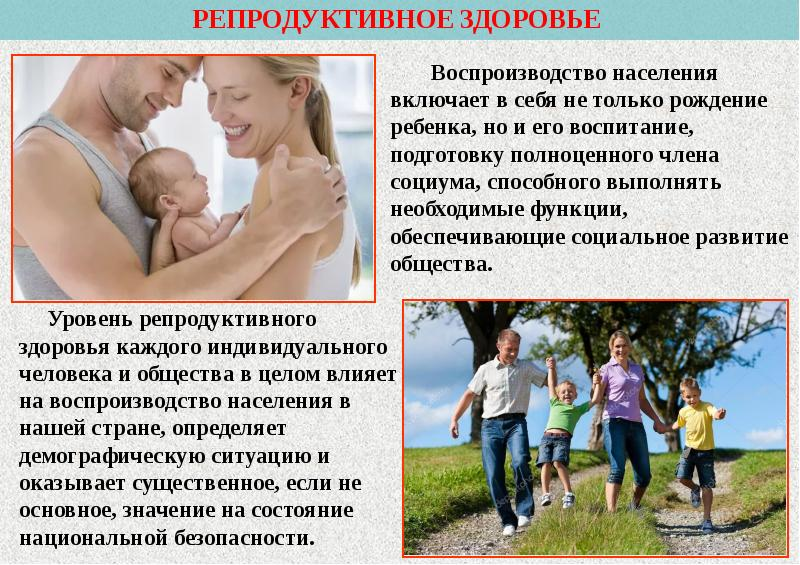 РЕПРОДУКТИВНОЕ ЗДОРОВЬЕ
Воспроизводство населения
включает в себя не только рождение
ребенка, но и его воспитание,
подготовку полноценного члена
социума, способного выполнять
необходимые функции,
обеспечивающие социальное развитие
общества.
Уровень репродуктивного
здоровья каждого индивидуального
человека и общества в целом влияет
на воспроизводство населения в
нашей стране, определяет
демографическую ситуацию и
оказывает существенное, если не
основное, значение на состояние
национальной безопасности.